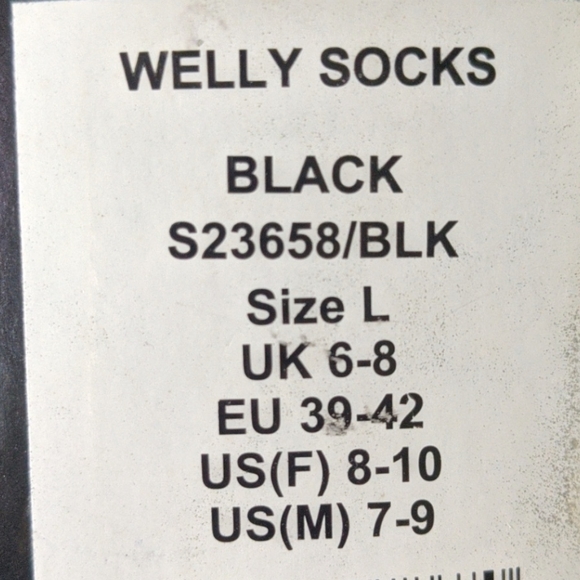 WELLY SOCKS
BLACK
S23658/BLK
Size L
UK 6-8
EU 39-42
US(F) 8-10
US(M) 7-9